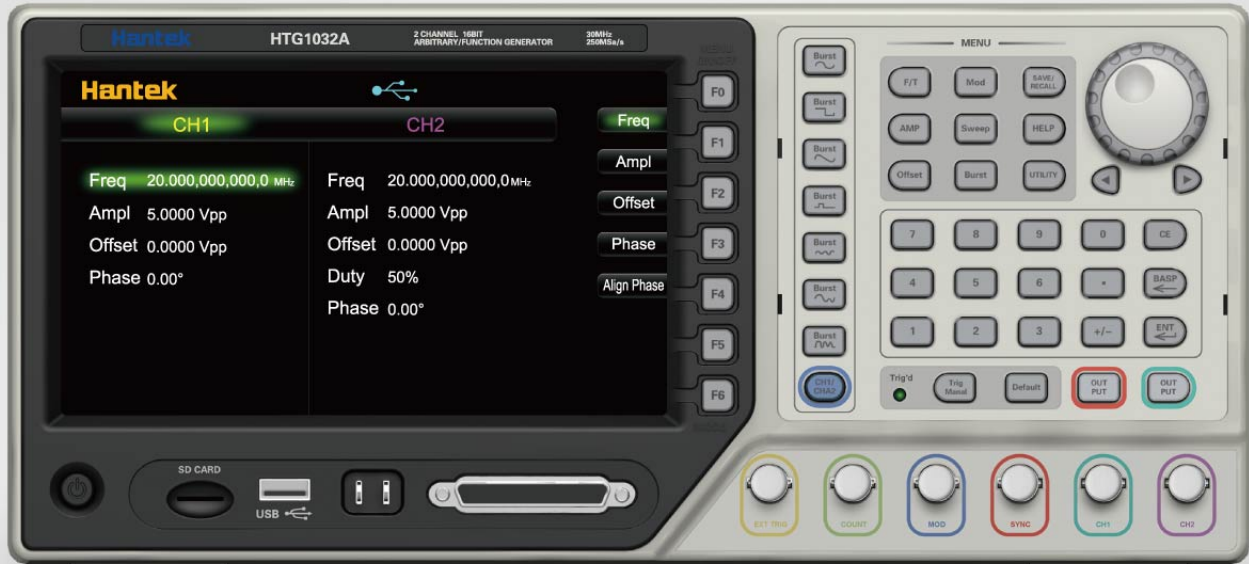 Hantek HTG1032A 2 CHANNEL 16BIT ARBITRARY/FUNCTION GENERATOR 30MHz 250MSa/s
Hantek
CH1 CH2
Freq 20.000,000,000,0 MHz
Ampl 5.0000 Vpp
Offset 0.0000 Vpp
Phase 0.00°
Freq 20.000,000,000,0 MHz
Ampl 5.0000 Vpp
Offset 0.0000 Vpp
Duty 50%
Phase 0.00°
Freq
Ampl
Offset
Phase
Align Phase
F0
F1
F2
F3
F4
F5
F6
SD CARD
USB
Burst
Burst
Burst
Burst
Burst
Burst
Burst
CH1/
CHA2
MENU
F/T Mod SAVE/
RECALL
AMP Sweep HELP
Offset Burst UTILITY
7 8 9 0 CE
4 5 6 . BASP
1 2 3 +/- ENT
Trig'd
Trig
Manal
Default
OUT
PUT
OUT
PUT
EXT TRIG COUNT MOD SYNC CH1 CH2